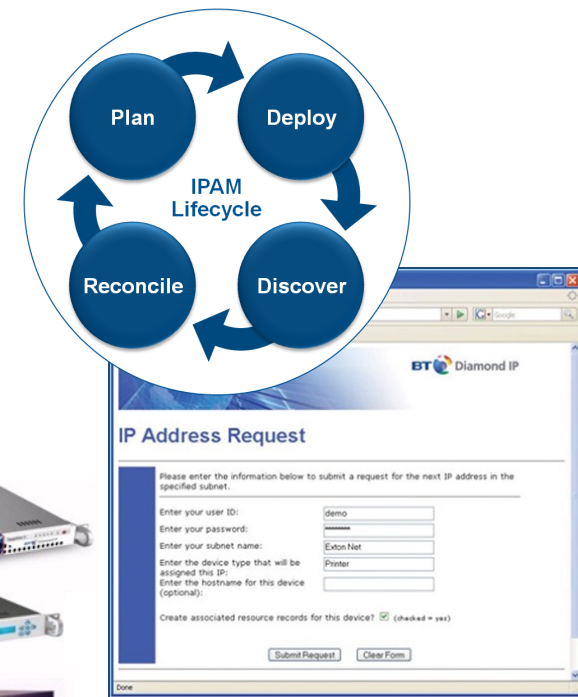 Plan
Deploy
IPAM
Lifecycle
Reconcile
Discover
Google
BT Diamond IP
IP Address Request
Please enter the information below to submit a request for the next IP address in the
specified subnet.
Enter your user ID:
demo
Enter your password:
********
Enter your subnet name:
Exton Net
Enter the device type that will be
assigned this IP:
Printer
Enter the hostname for this device
(optional):
Create associated resource records for this device? (checked = yes)
Submit Request
Clear Form
Done